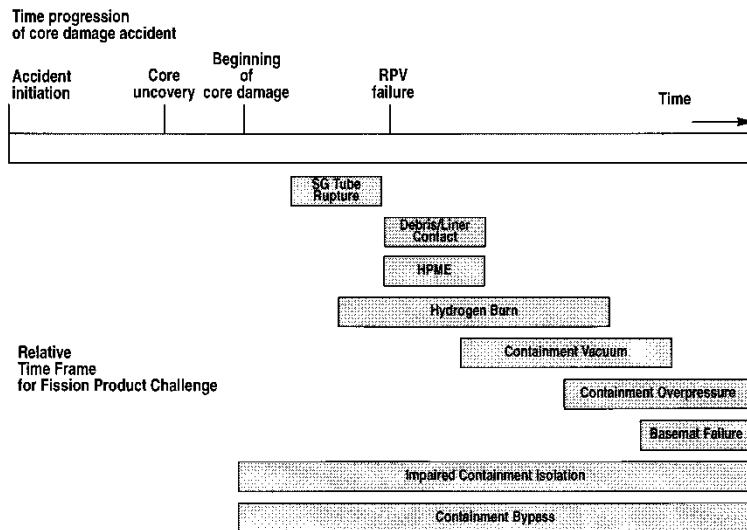 Time progression
of core damage accident
Accident
initiation
Core
uncovery
Beginning
of
core damage
RPV
failure
Time
SG Tube
Rupture
Debris/Liner
Contact
HPME
Hydrogen Burn
Containment Vacuum
Relative
Time Frame
for Fission Product Challenge
Containment Overpressure
Basemat Failure
Impaired Containment Isolation
Containment Bypass